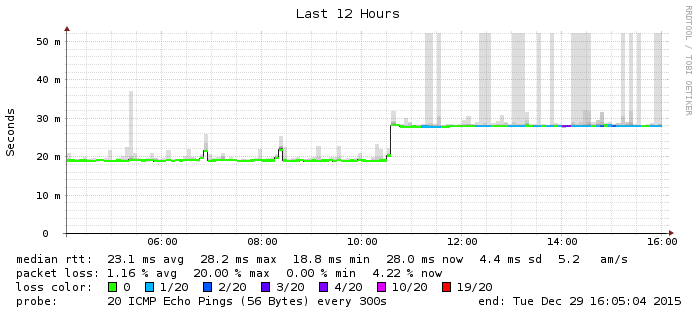 Last 12 Hours
RRDTOOL / TOBI OETIKER
Seconds
50 m
40 m
30 m
20 m
10 m
0
06:00 08:00 10:00 12:00 14:00 16:00
median rtt: 23.1 ms avg 28.2 ms max 18.8 ms min 28.0 ms now 4.4 ms sd 5.2 am/s
packet loss: 1.16 % avg 20.00 % max 0.00 % min 4.22 % now
loss color: 0 1/20 2/20 3/20 4/20 10/20 19/20
probe: 20 ICMP Echo Pings (56 Bytes) every 300s end: Tue Dec 29 16:05:04 2015